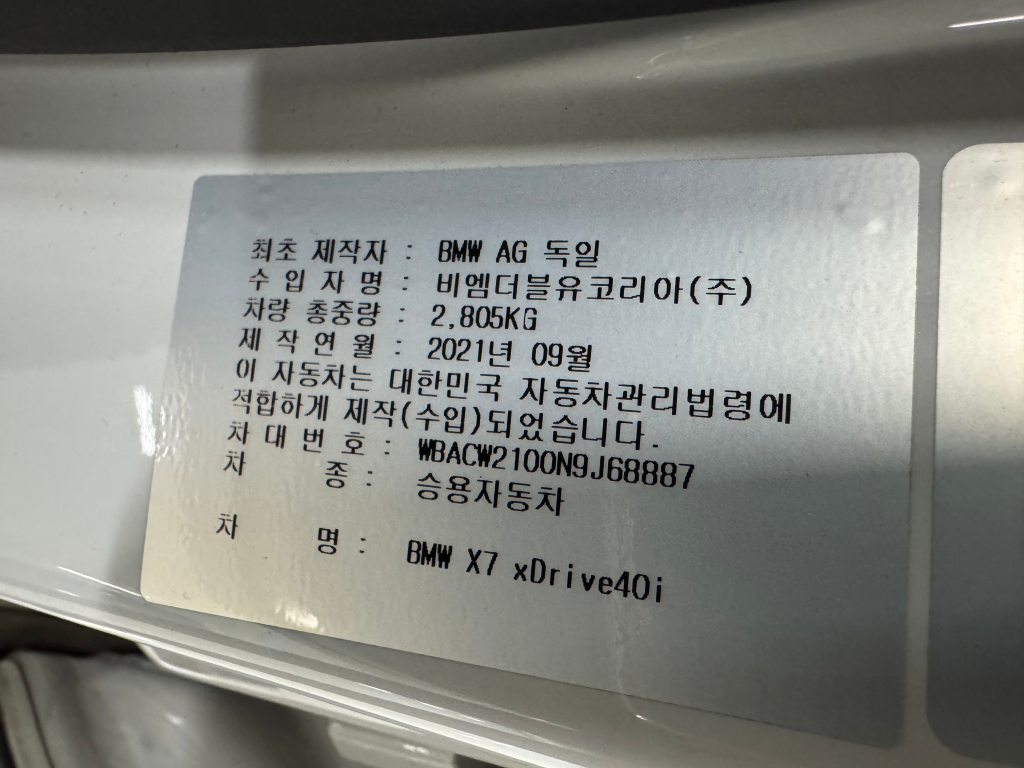 최초 제작자 : BMW AG 독일
수 입 자 명 : 비엠더블유코리아(주)
차량 총중량 : 2,805KG
제 작 연 월 : 2021년 09월
이 자동차는 대한민국 자동차관리법령에
적합하게 제작(수입)되었습니다.
차 대 번 호 : WBACW2100N9J68887
차 종 : 승용자동차
차 명 : BMW X7 xDrive40i